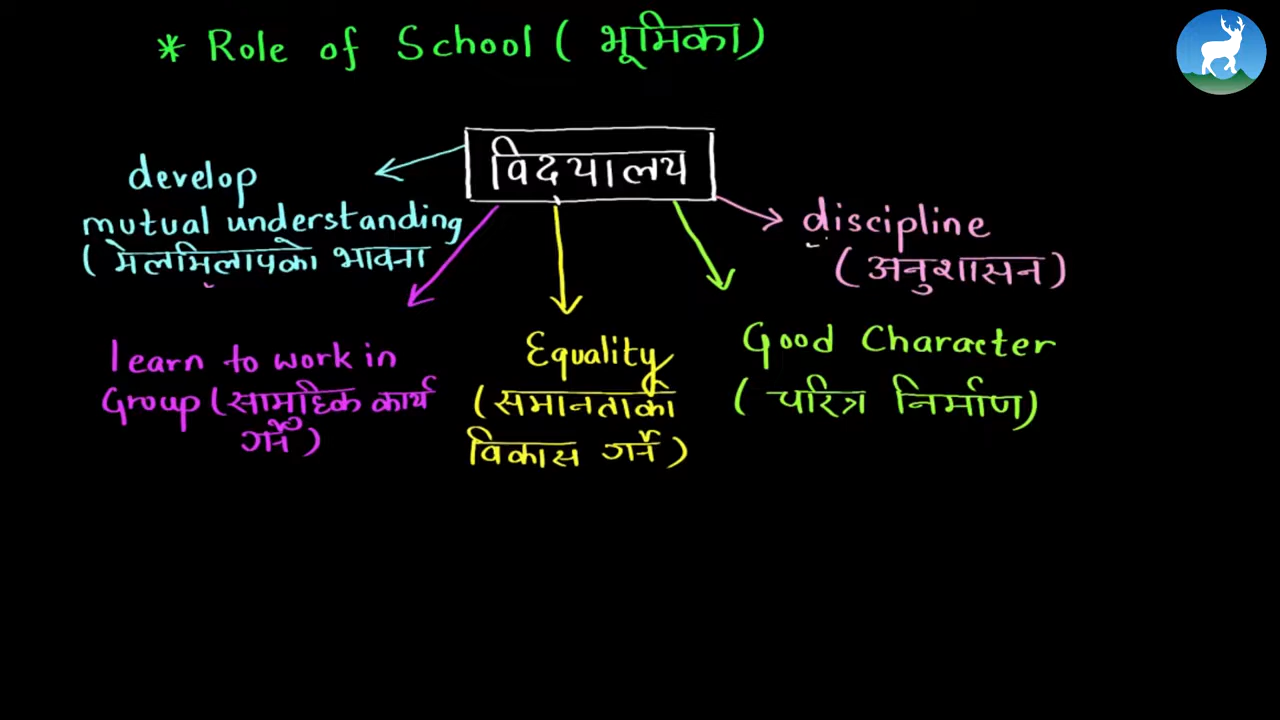 * Role of School ( भूमिका )
विदयालय
develop
mutual understanding
( मेलमिलापको भावना
discipline
( अनुशासन )
learn to work in
Group ( सामुहिक कार्य
गर्ने )
Equality
( समानताका
विकास गर्ने )
Good Character
( चरित्र निर्माण )